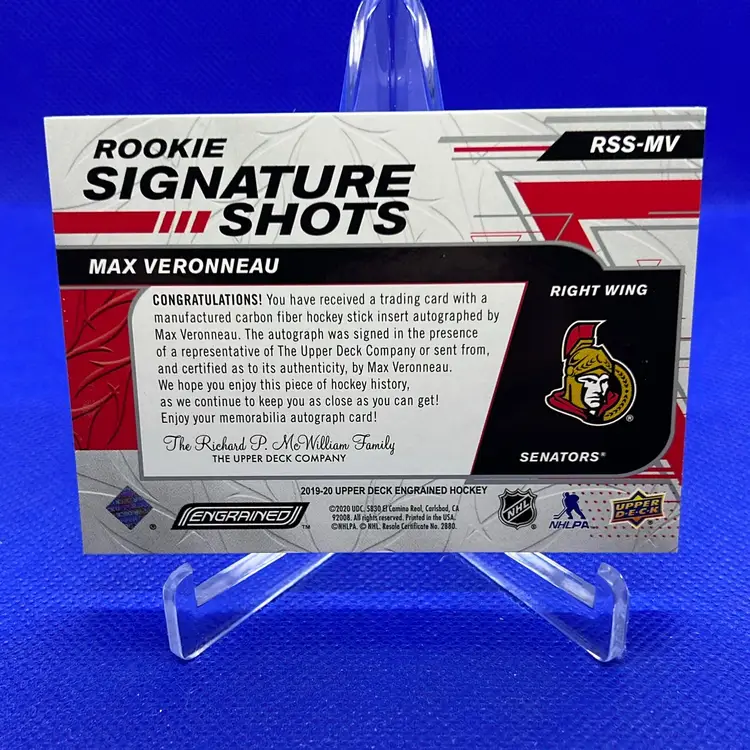 ROOKIE
SIGNATURE
SHOTS
RSS-MV
MAX VERONNEAU
CONGRATULATIONS! You have received a trading card with a
manufactured carbon fiber hockey stick insert autographed by
Max Veronneau. The autograph was signed in the presence
of a representative of The Upper Deck Company or sent from,
and certified as to its authenticity, by Max Veronneau.
We hope you enjoy this piece of hockey history,
as we continue to keep you as close as you can get!
Enjoy your memorabilia autograph card!
The Richard P. McWilliam Family
THE UPPER DECK COMPANY
RIGHT WING
®
SENATORS®
2019-20 UPPER DECK ENGRAINED HOCKEY
®
ENGRAINED™
©2020 UDC, 5830 El Camino Real, Carlsbad, CA
92008. All rights reserved. Printed in the USA.
©NHLPA. © NHL. Resale Certificate No. 2880.
NHL®
NHLPA™
UPPER
D·E·C·K